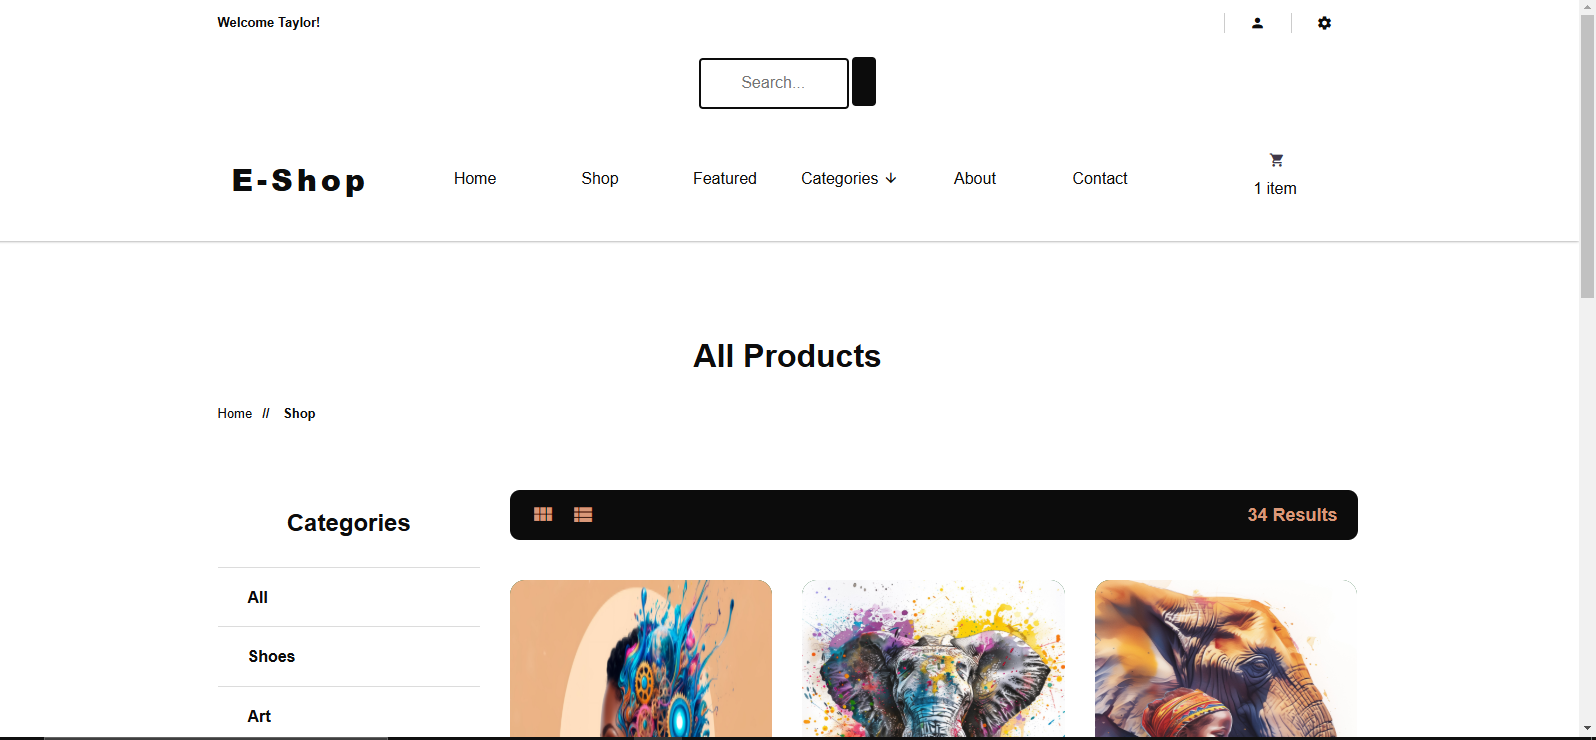 Welcome Taylor!
Search...
E-Shop Home Shop Featured Categories About Contact
1 item
All Products
Home // Shop
Categories
34 Results
All
Shoes
Art